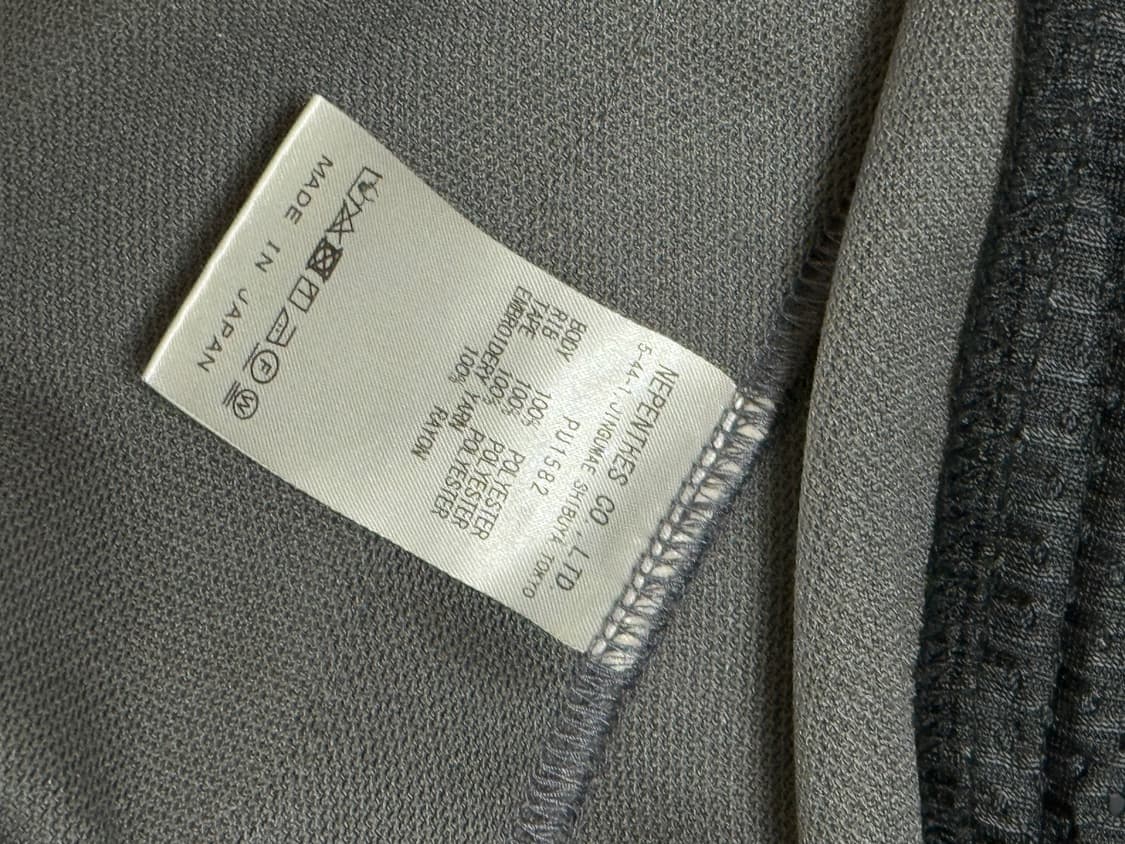 NEPENTHES CO.,LTD.
5-44-1 JINGUMAE SHIBUYA TOKYO
PU1582
BODY 100% POLYESTER
RIB 100% POLYESTER
TAPE 100% POLYESTER
EMBROIDERY YARN
100% RAYON
F W
MADE IN JAPAN